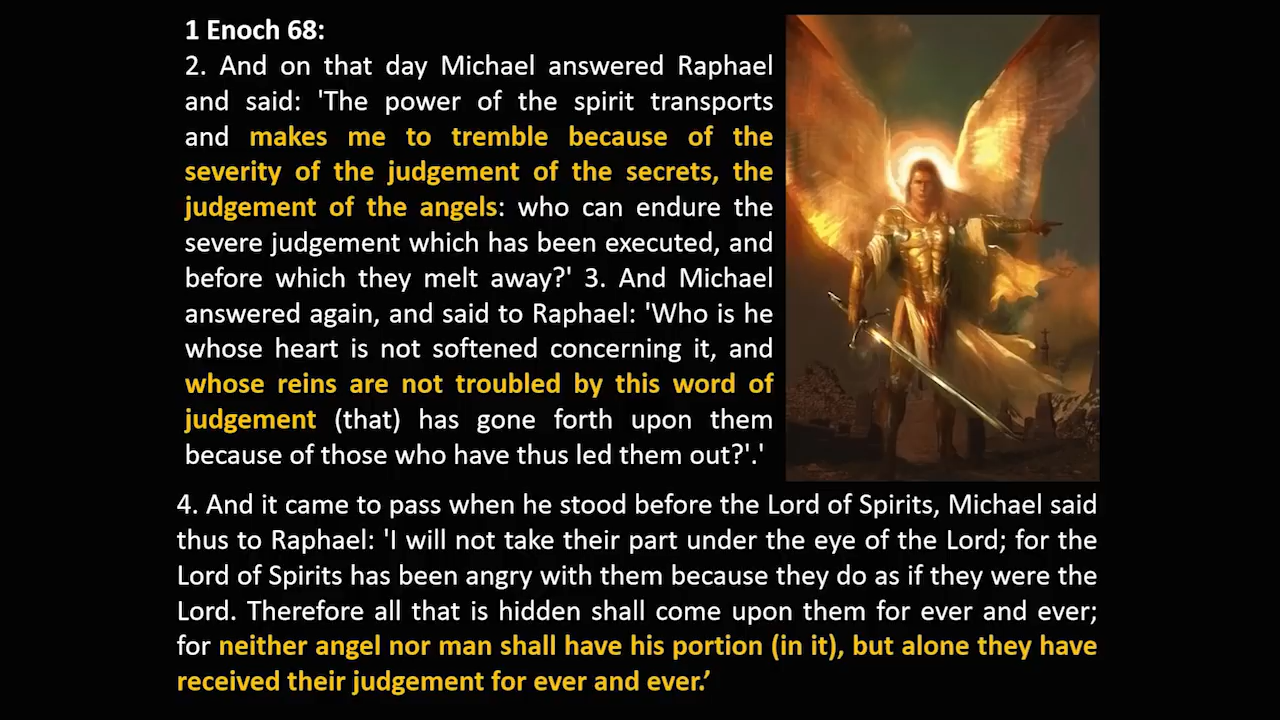 1 Enoch 68:
2. And on that day Michael answered Raphael
and said: 'The power of the spirit transports
and makes me to tremble because of the
severity of the judgement of the secrets, the
judgement of the angels: who can endure the
severe judgement which has been executed, and
before which they melt away?' 3. And Michael
answered again, and said to Raphael: 'Who is he
whose heart is not softened concerning it, and
whose reins are not troubled by this word of
judgement (that) has gone forth upon them
because of those who have thus led them out?'.'
4. And it came to pass when he stood before the Lord of Spirits, Michael said
thus to Raphael: 'I will not take their part under the eye of the Lord; for the
Lord of Spirits has been angry with them because they do as if they were the
Lord. Therefore all that is hidden shall come upon them for ever and ever;
for neither angel nor man shall have his portion (in it), but alone they have
received their judgement for ever and ever.’